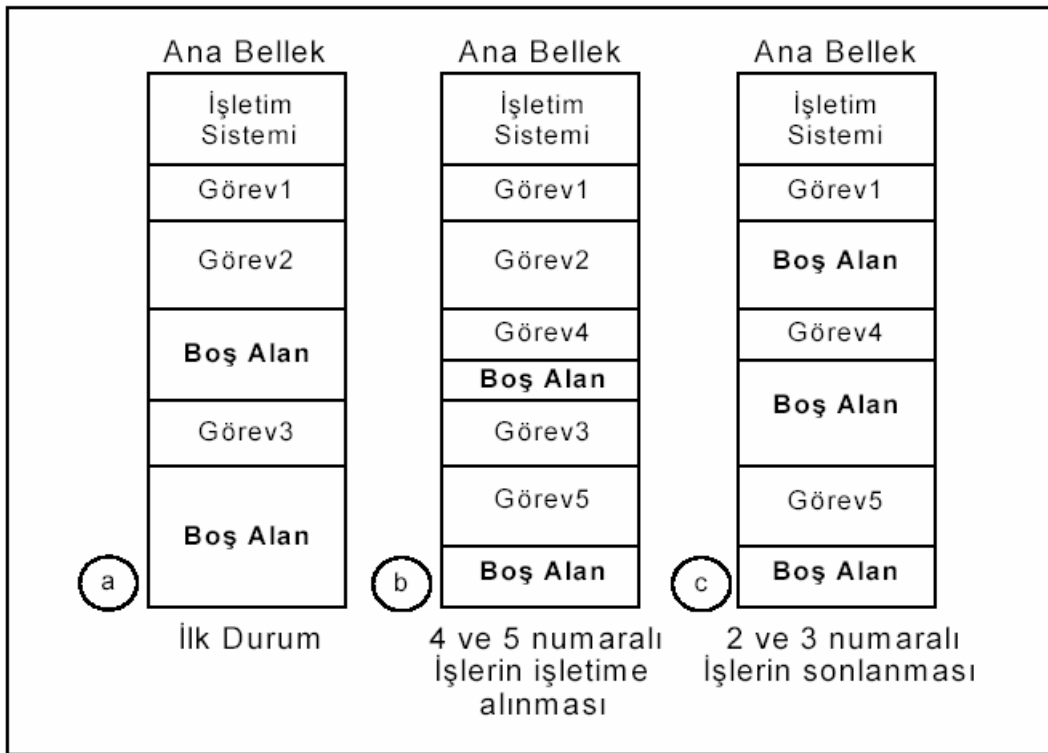 Ana Bellek
İşletim
Sistemi
Görev1
Görev2
Boş Alan
Görev3
Boş Alan
a
İlk Durum
Ana Bellek
İşletim
Sistemi
Görev1
Görev2
Görev4
Boş Alan
Görev3
Görev5
Boş Alan
b
4 ve 5 numaralı
İşlerin işletime
alınması
Ana Bellek
İşletim
Sistemi
Görev1
Boş Alan
Görev4
Boş Alan
Görev5
Boş Alan
c
2 ve 3 numaralı
İşlerin sonlanması